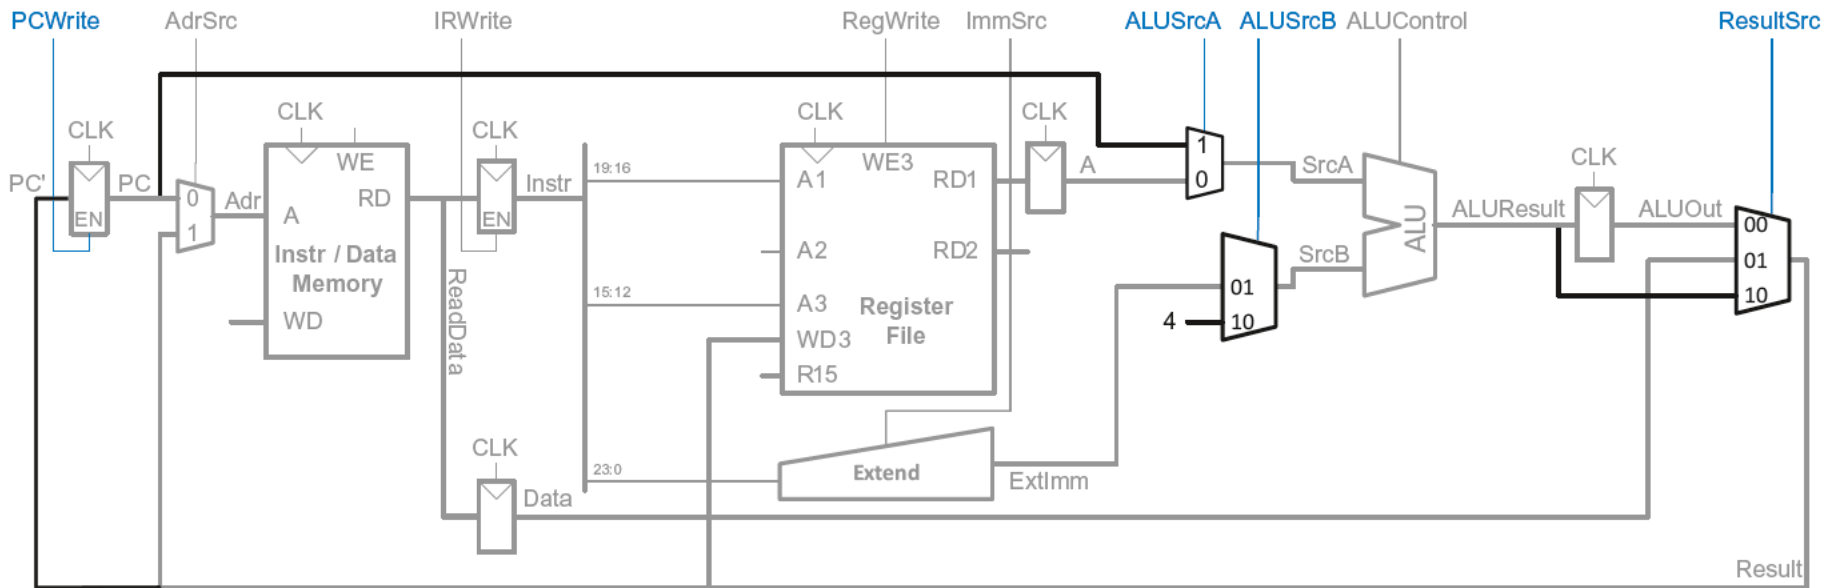 PCWrite AdrSrc IRWrite RegWrite ImmSrc ALUSrcA ALUSrcB ALUControl ResultSrc
CLK CLK CLK CLK CLK CLK
PC' EN PC 0 1 Adr
WE
RD
A
Instr / Data
Memory
WD
EN Instr
ReadData
19:16
15:12
23:0
WE3
A1 RD1
A2 RD2
A3
Register
File
WD3
R15
A
1
0
SrcA
01
10
4
SrcB
ALU
ALUResult
ALUOut
00
01
10
CLK
Data
Extend
ExtImm
Result